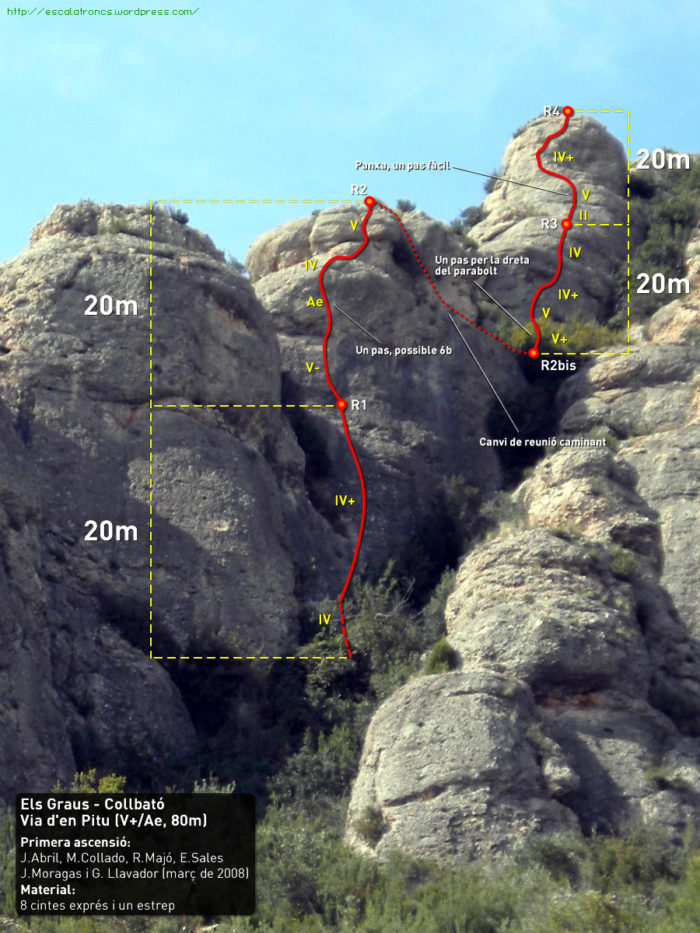 http://escalatroncs.wordpress.com/
R4
20m
IV+
Panxa, un pas fàcil
R2
V
II
R3
V
IV
Un pas per la dreta
del parabolt
IV
20m
20m
Ae
IV+
V
Un pas, possible 6b
V+
V-
R2bis
R1
Canvi de reunió caminant
IV+
20m
IV
Els Graus - Collbató
Via d'en Pitu (V+/Ae, 80m)
Primera ascensió:
J.Abril, M.Collado, R.Majó, E.Sales
J.Moragas i G. Llavador (març de 2008)
Material:
8 cintes exprés i un estrep